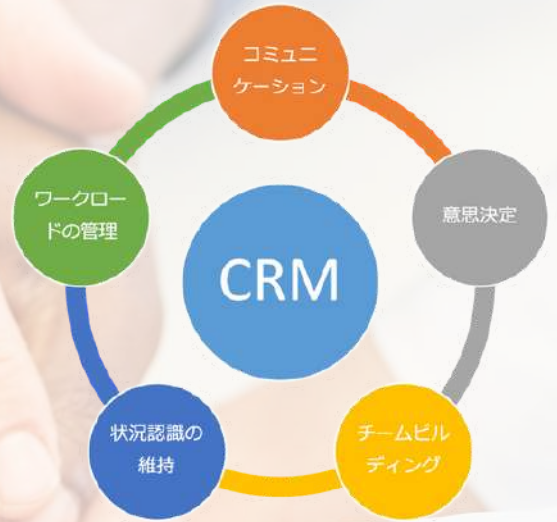 コミュニ
ケーション
意思決定
チームビル
ディング
状況認識の
維持
ワークロー
ドの管理
CRM